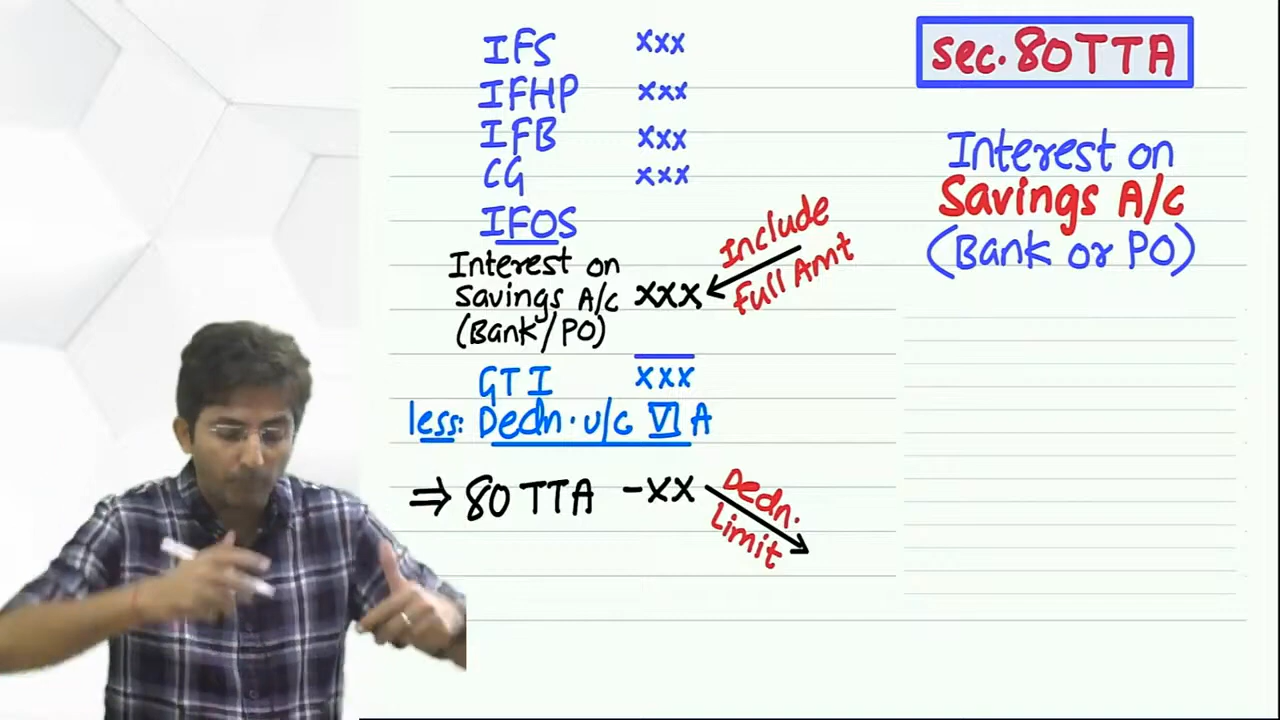 IFS xxx
IFHP xxx
IFB xxx
CG xxx
IFOS
Interest on
Savings A/c xxx
(Bank/PO)
Include
Full Amt
GTI xxx
less: Dedn. u/c VI A
⇒ 80 TTA -xx
Dedn.
Limit
sec. 80TTA
Interest on
Savings A/c
(Bank or PO)